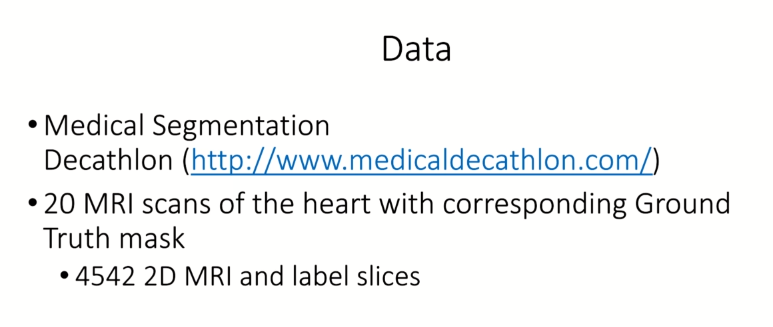 Data
• Medical Segmentation
Decathlon (http://www.medicaldecathlon.com/)
• 20 MRI scans of the heart with corresponding Ground
Truth mask
• 4542 2D MRI and label slices